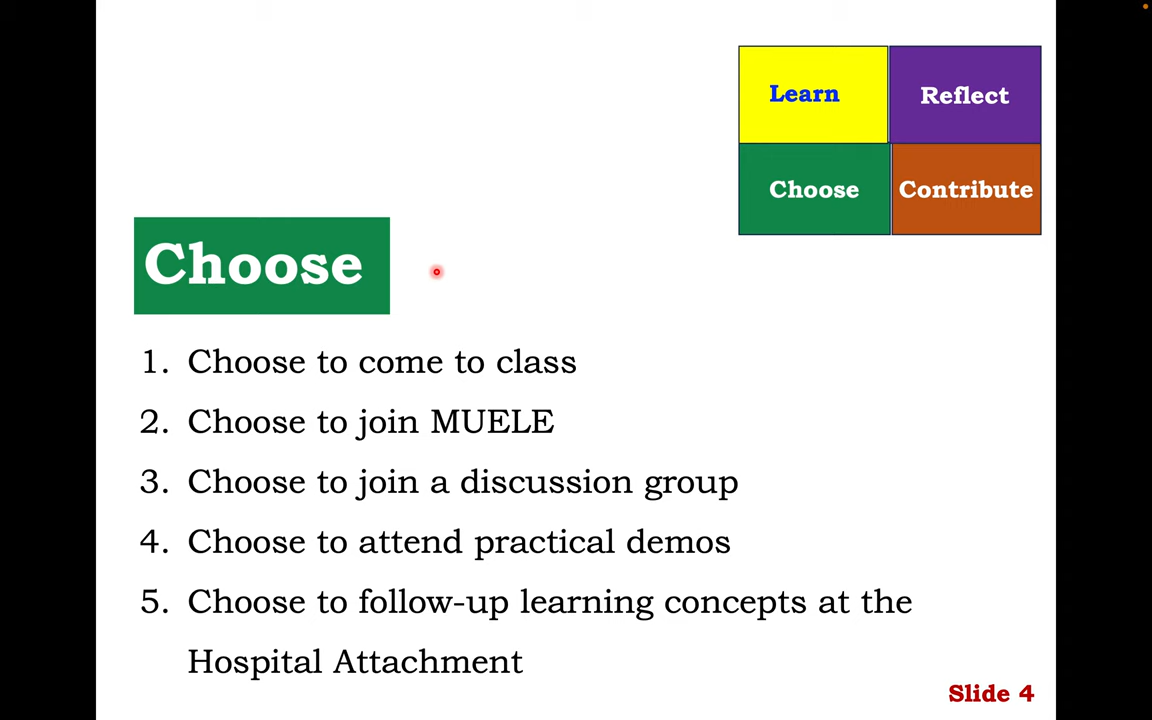 Learn
Reflect
Choose
Contribute
Choose
1. Choose to come to class
2. Choose to join MUELE
3. Choose to join a discussion group
4. Choose to attend practical demos
5. Choose to follow-up learning concepts at the
Hospital Attachment
Slide 4